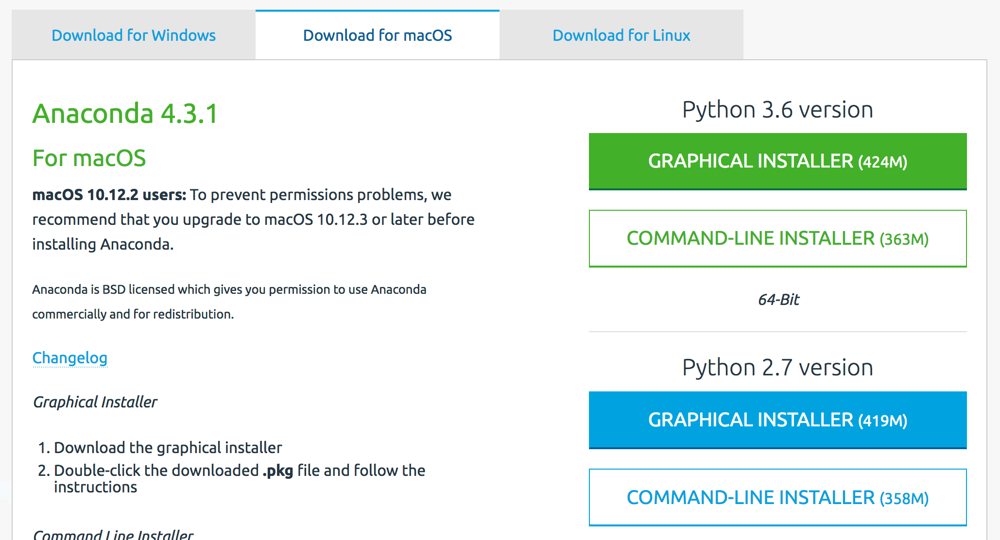 Download for Windows
Download for macOS
Download for Linux
Anaconda 4.3.1
For macOS
macOS 10.12.2 users: To prevent permissions problems, we
recommend that you upgrade to macOS 10.12.3 or later before
installing Anaconda.
Anaconda is BSD licensed which gives you permission to use Anaconda
commercially and for redistribution.
Changelog
Graphical Installer
1. Download the graphical installer
2. Double-click the downloaded .pkg file and follow the
instructions
Command Line Installer
Python 3.6 version
GRAPHICAL INSTALLER (424M)
COMMAND-LINE INSTALLER (363M)
64-Bit
Python 2.7 version
GRAPHICAL INSTALLER (419M)
COMMAND-LINE INSTALLER (358M)